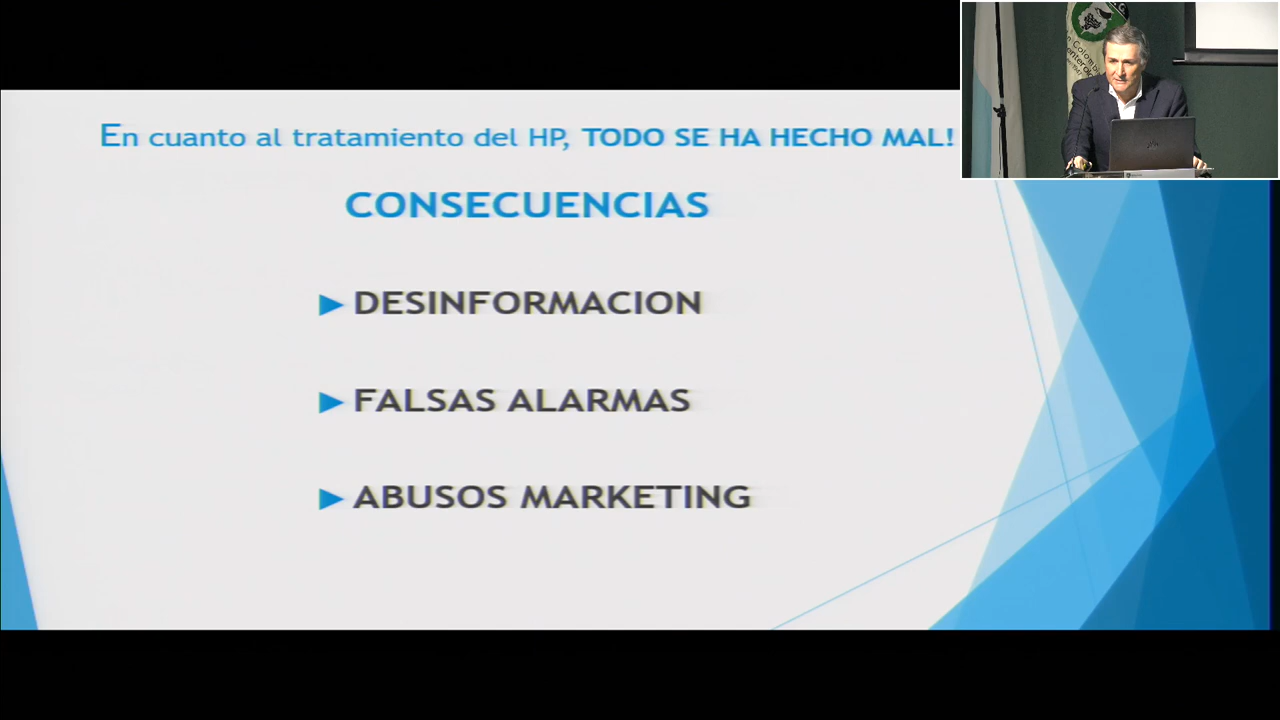 En cuanto al tratamiento del HP, TODO SE HA HECHO MAL!
CONSECUENCIAS
DESINFORMACION
FALSAS ALARMAS
ABUSOS MARKETING